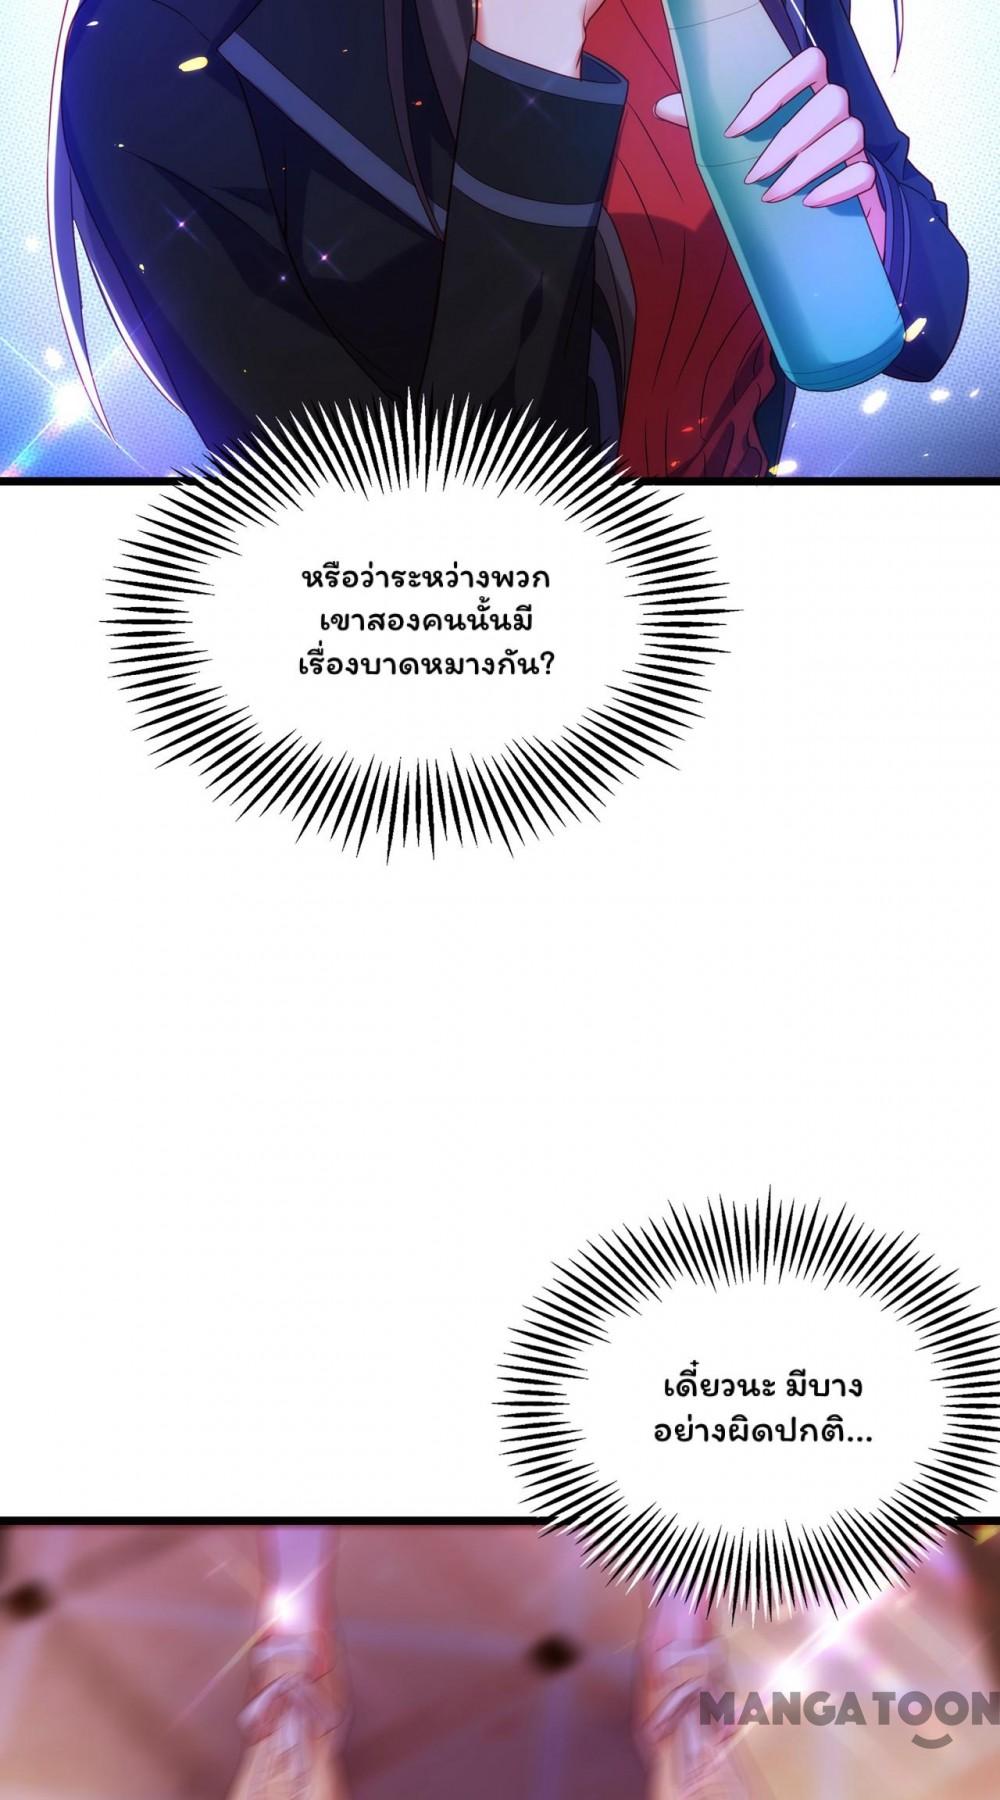 หรือว่าระหว่างพวก
เขาสองคนนั้นมี
เรื่องบาดหมางกัน?
เดี๋ยวนะ มีบาง
อย่างผิดปกติ...
MANGATOON